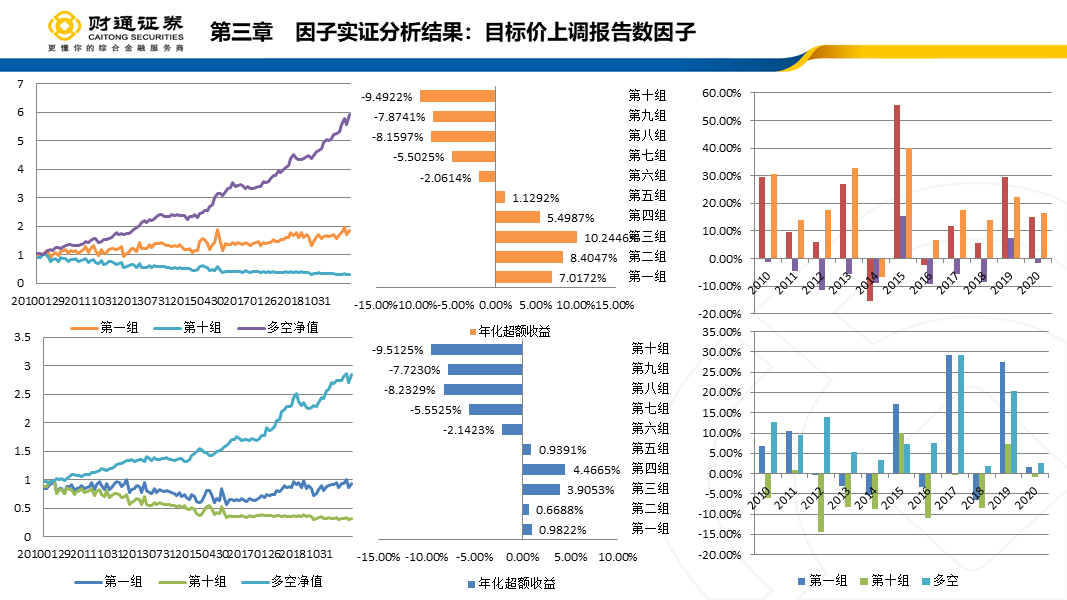 财通证券
CAITONG SECURITIES
更懂你的综合金融服务商
第三章 因子实证分析结果：目标价上调报告数因子
7
6
5
4
3
2
1
0
201001292011103120130731201504302017012620181031
第一组 第十组 多空净值
-9.4922% 第十组
-7.8741% 第九组
-8.1597% 第八组
-5.5025% 第七组
-2.0614% 第六组
1.1292% 第五组
5.4987% 第四组
10.2446% 第三组
8.4047% 第二组
7.0172% 第一组
-15.00%-10.00%-5.00% 0.00% 5.00% 10.00%15.00%
年化超额收益
60.00%
50.00%
40.00%
30.00%
20.00%
10.00%
0.00%
-10.00%
-20.00%
2010 2011 2012 2013 2014 2015 2016 2017 2018 2019 2020
3.5
3
2.5
2
1.5
1
0.5
0
201001292011103120130731201504302017012620181031
第一组 第十组 多空净值
-9.5125% 第十组
-7.7230% 第九组
-8.2329% 第八组
-5.5525% 第七组
-2.1423% 第六组
0.9391% 第五组
4.4665% 第四组
3.9053% 第三组
0.6688% 第二组
0.9822% 第一组
-15.00% -10.00% -5.00% 0.00% 5.00% 10.00%
年化超额收益
35.00%
30.00%
25.00%
20.00%
15.00%
10.00%
5.00%
0.00%
-5.00%
-10.00%
-15.00%
-20.00%
2010 2011 2012 2013 2014 2015 2016 2017 2018 2019 2020
第一组 第十组 多空